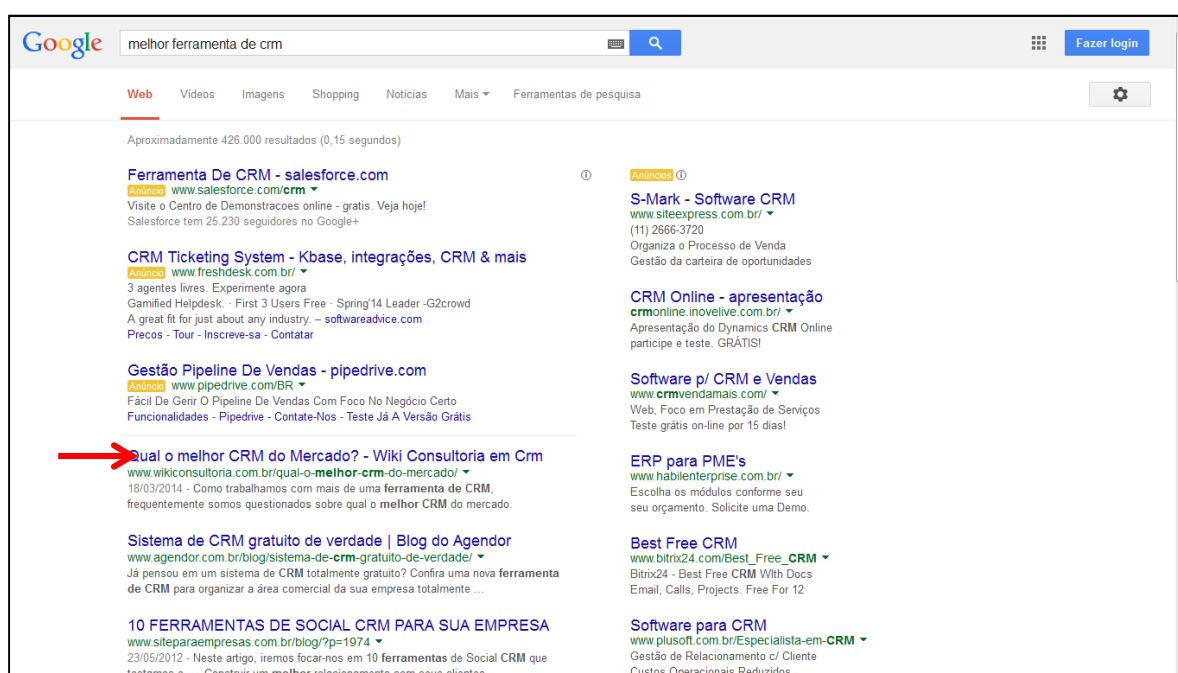 Google
melhor ferramenta de crm
Fazer login
Web Vídeos Imagens Shopping Notícias Mais Ferramentas de pesquisa
Aproximadamente 426.000 resultados (0,15 segundos)
Ferramenta De CRM - salesforce.com
Anúncio www.salesforce.com/crm
Visite o Centro de Demonstracoes online - gratis. Veja hoje!
Salesforce tem 25.230 seguidores no Google+
CRM Ticketing System - Kbase, integrações, CRM & mais
Anúncio www.freshdesk.com.br/
3 agentes livres. Experimente agora
Gamified Helpdesk. · First 3 Users Free · Spring'14 Leader -G2crowd
A great fit for just about any industry. – softwareadvice.com
Precos - Tour - Inscreve-sa - Contatar
Gestão Pipeline De Vendas - pipedrive.com
Anúncio www.pipedrive.com/BR
Fácil De Gerir O Pipeline De Vendas Com Foco No Negócio Certo
Funcionalidades - Pipedrive - Contate-Nos - Teste Já A Versão Grátis
Qual o melhor CRM do Mercado? - Wiki Consultoria em Crm
www.wikiconsultoria.com.br/qual-o-melhor-crm-do-mercado/
18/03/2014 - Como trabalhamos com mais de uma ferramenta de CRM,
frequentemente somos questionados sobre qual o melhor CRM do mercado.
Sistema de CRM gratuito de verdade | Blog do Agendor
www.agendor.com.br/blog/sistema-de-crm-gratuito-de-verdade/
Já pensou em um sistema de CRM totalmente gratuito? Confira uma nova ferramenta
de CRM para organizar a área comercial da sua empresa totalmente ...
10 FERRAMENTAS DE SOCIAL CRM PARA SUA EMPRESA
www.siteparaempresas.com.br/blog/?p=1974
23/05/2012 - Neste artigo, iremos focar-nos em 10 ferramentas de Social CRM que
Anúncios
S-Mark - Software CRM
www.siteexpress.com.br/
(11) 2666-3720
Organiza o Processo de Venda
Gestão da carteira de oportunidades
CRM Online - apresentação
crmonline.inovelive.com.br/
Apresentação do Dynamics CRM Online
participe e teste. GRÁTIS!
Software p/ CRM e Vendas
www.crmvendamais.com/
Web, Foco em Prestação de Serviços
Teste grátis on-line por 15 dias!
ERP para PME's
www.habilenterprise.com.br/
Escolha os módulos conforme seu
seu orçamento. Solicite uma Demo.
Best Free CRM
www.bitrix24.com/Best_Free_CRM
Bitrix24 - Best Free CRM WIth Docs
Email, Calls, Projects. Free For 12
Software para CRM
www.plusoft.com.br/Especialista-em-CRM
Gestão de Relacionamento c/ Cliente
Custos Operacionais Reduzidos